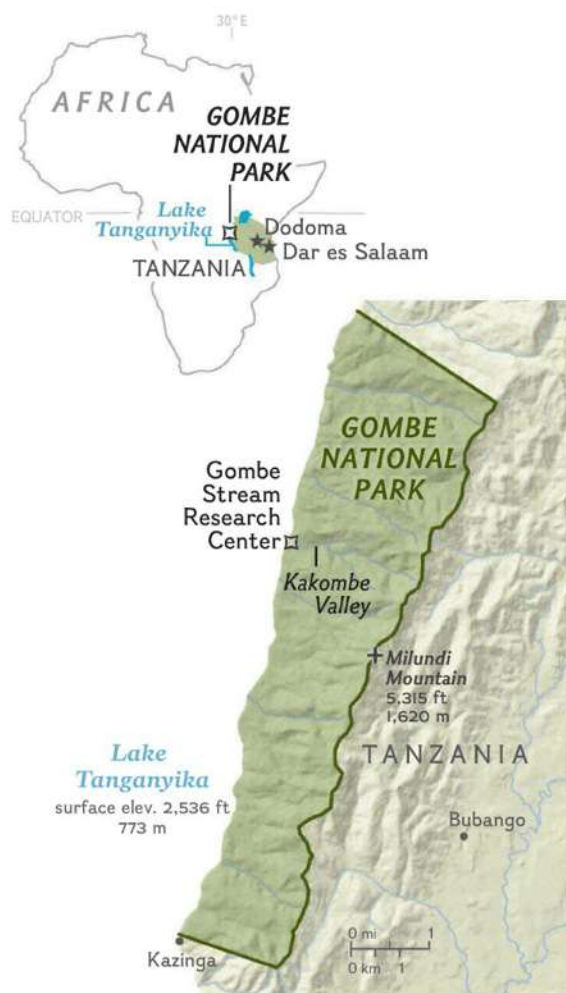 30°E
AFRICA
GOMBE
NATIONAL
PARK
EQUATOR
Lake
Tanganyika
Dodoma
Dar es Salaam
TANZANIA
GOMBE
NATIONAL
PARK
Gombe
Stream
Research
Center
Kakombe
Valley
Milundi
Mountain
5,315 ft
1,620 m
Lake
Tanganyika
surface elev. 2,536 ft
773 m
TANZANIA
Bubango
Kazinga
0 mi 1
0 km 1